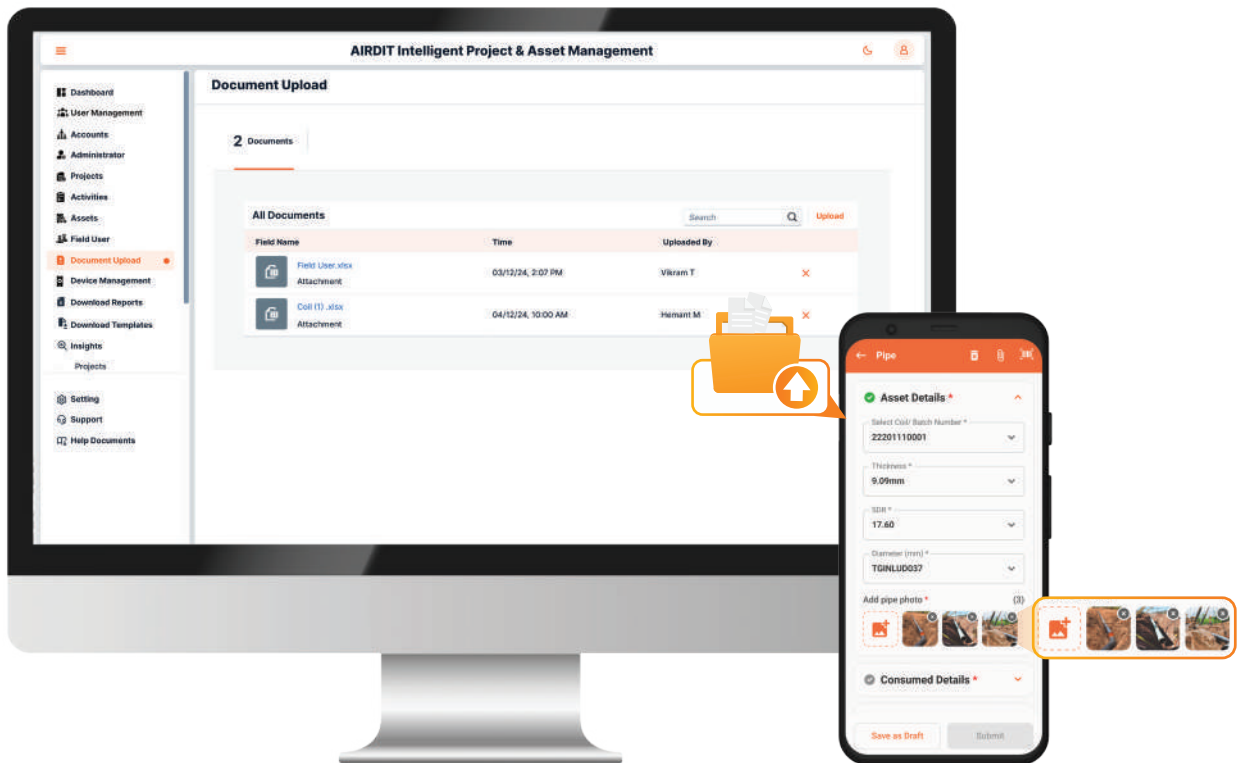 AIRDIT Intelligent Project & Asset Management
Dashboard
User Management
Accounts
Administrator
Projects
Activities
Assets
Field User
Document Upload
Device Management
Download Reports
Download Templates
Insights
Projects
Setting
Support
Help Documents
Document Upload
2 Documents
All Documents
Search
Upload
Field Name Time Uploaded By
Field User.xlsx
Attachment
03/12/24, 2:07 PM
Vikram T
Coil (1) .xlsx
Attachment
04/12/24, 10:00 AM
Hemant M
Pipe
Asset Details *
Select Coil/ Batch Number *
22201110001
Thickness *
9.09mm
SDR *
17.60
Diameter (mm) *
TGINLUD037
Add pipe photo * (3)
Consumed Details *
Save as Draft
Submit